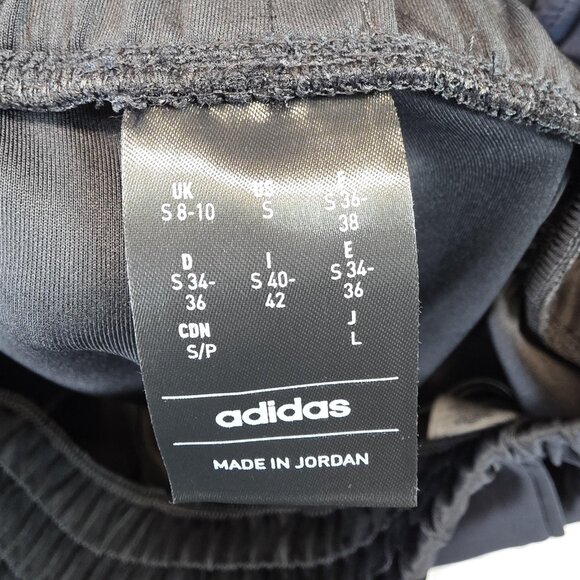 UK US F
S 8-10 S S 36-
38
D I E
S 34- S 40- S 34-
36 42 36
CDN J
S/P L
adidas
MADE IN JORDAN